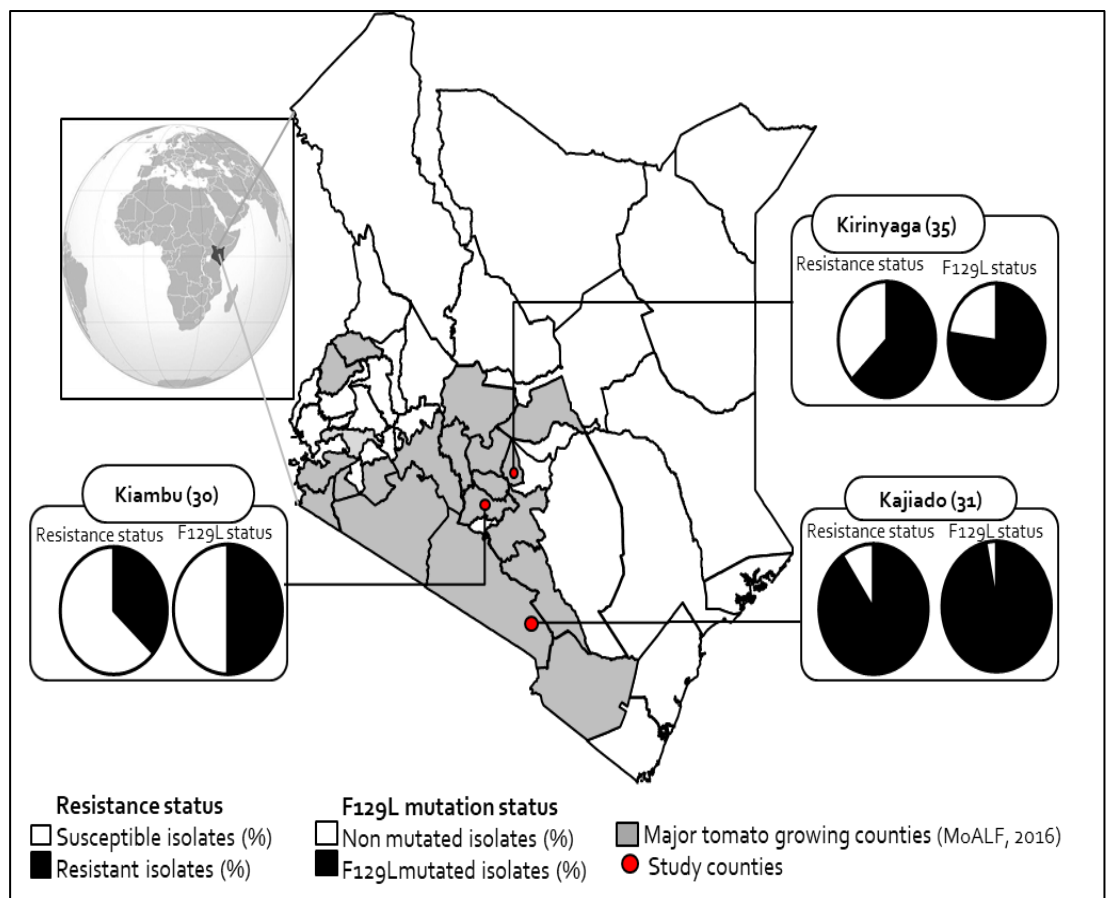 Kirinyaga (35)
Resistance status
F129L status
Kiambu (30)
Resistance status
F129L status
Kajiado (31)
Resistance status
F129L status
Resistance status
Susceptible isolates (%)
Resistant isolates (%)
F129L mutation status
Non mutated isolates (%)
F129Lmutated isolates (%)
Major tomato growing counties (MoALF, 2016)
Study counties